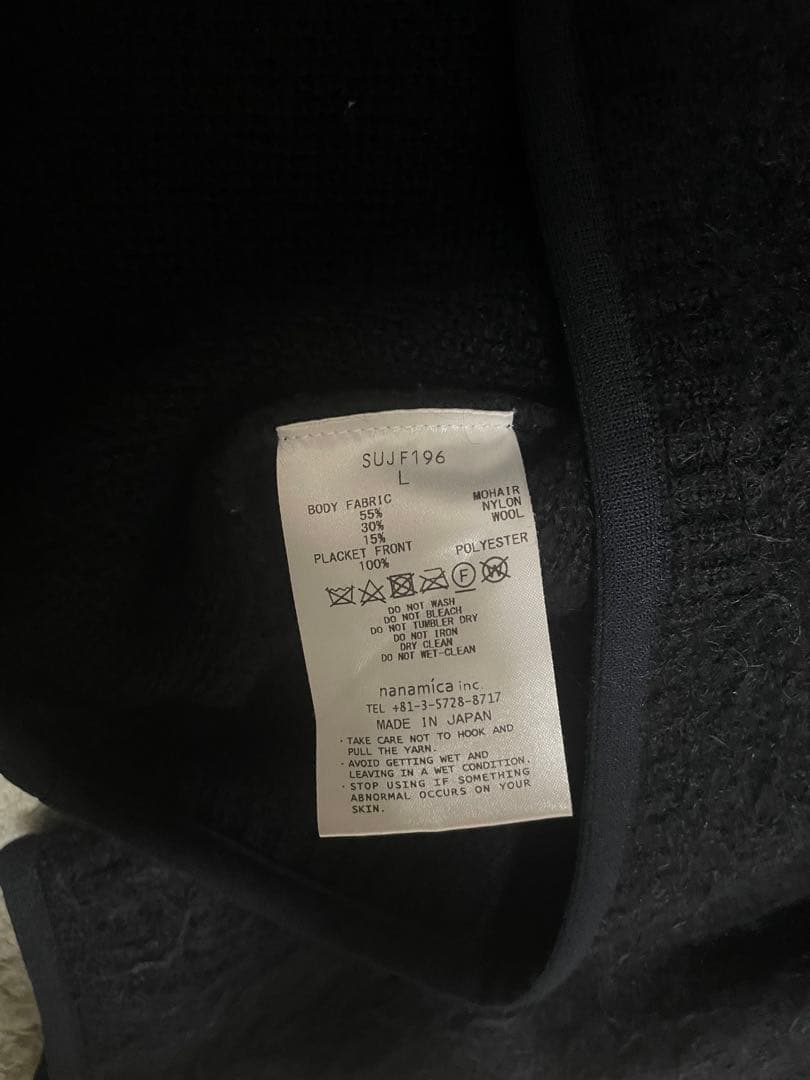 SUJF196
L
BODY FABRIC
55% MOHAIR
30% NYLON
15% WOOL
PLACKET FRONT
100% POLYESTER
F W
DO NOT WASH
DO NOT BLEACH
DO NOT TUMBLER DRY
DO NOT IRON
DRY CLEAN
DO NOT WET-CLEAN
nanamica inc.
TEL +81-3-5728-8717
MADE IN JAPAN
・TAKE CARE NOT TO HOOK AND
PULL THE YARN.
・AVOID GETTING WET AND
LEAVING IN A WET CONDITION.
・STOP USING IF SOMETHING
ABNORMAL OCCURS ON YOUR
SKIN.